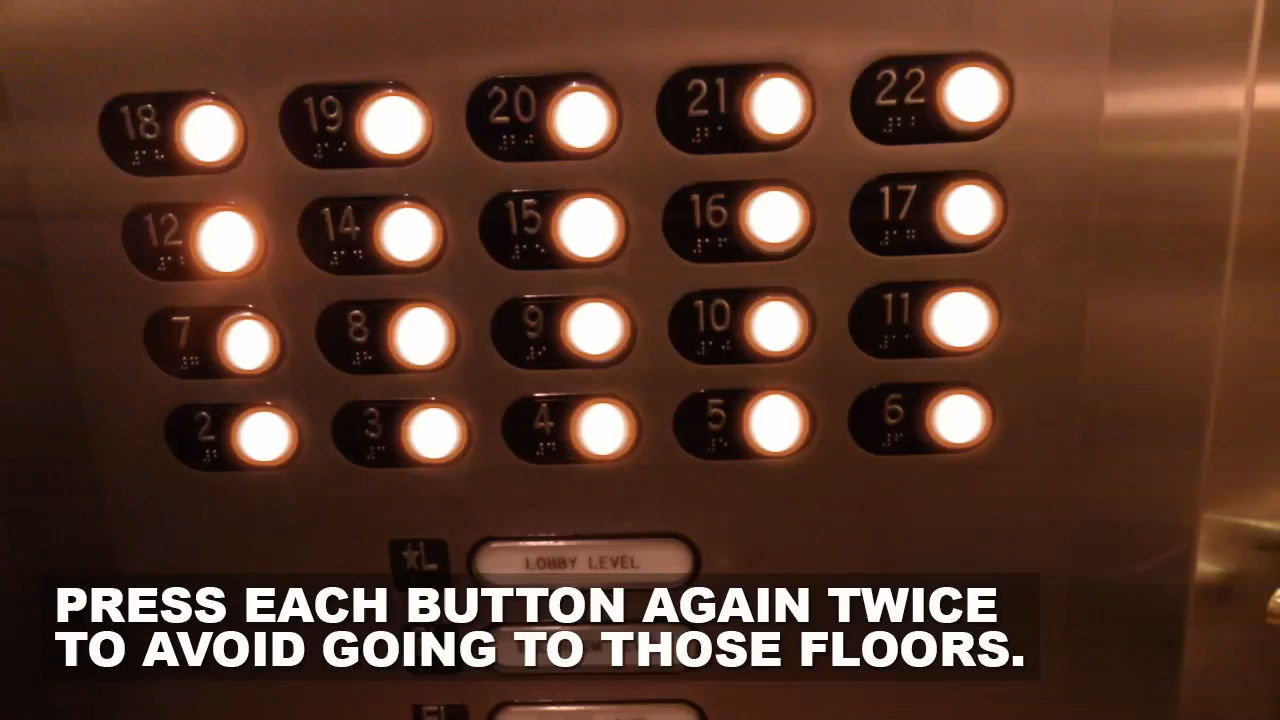 18 19 20 21 22
12 14 15 16 17
7 8 9 10 11
2 3 4 5 6
★L LOBBY LEVEL
PRESS EACH BUTTON AGAIN TWICE
TO AVOID GOING TO THOSE FLOORS.